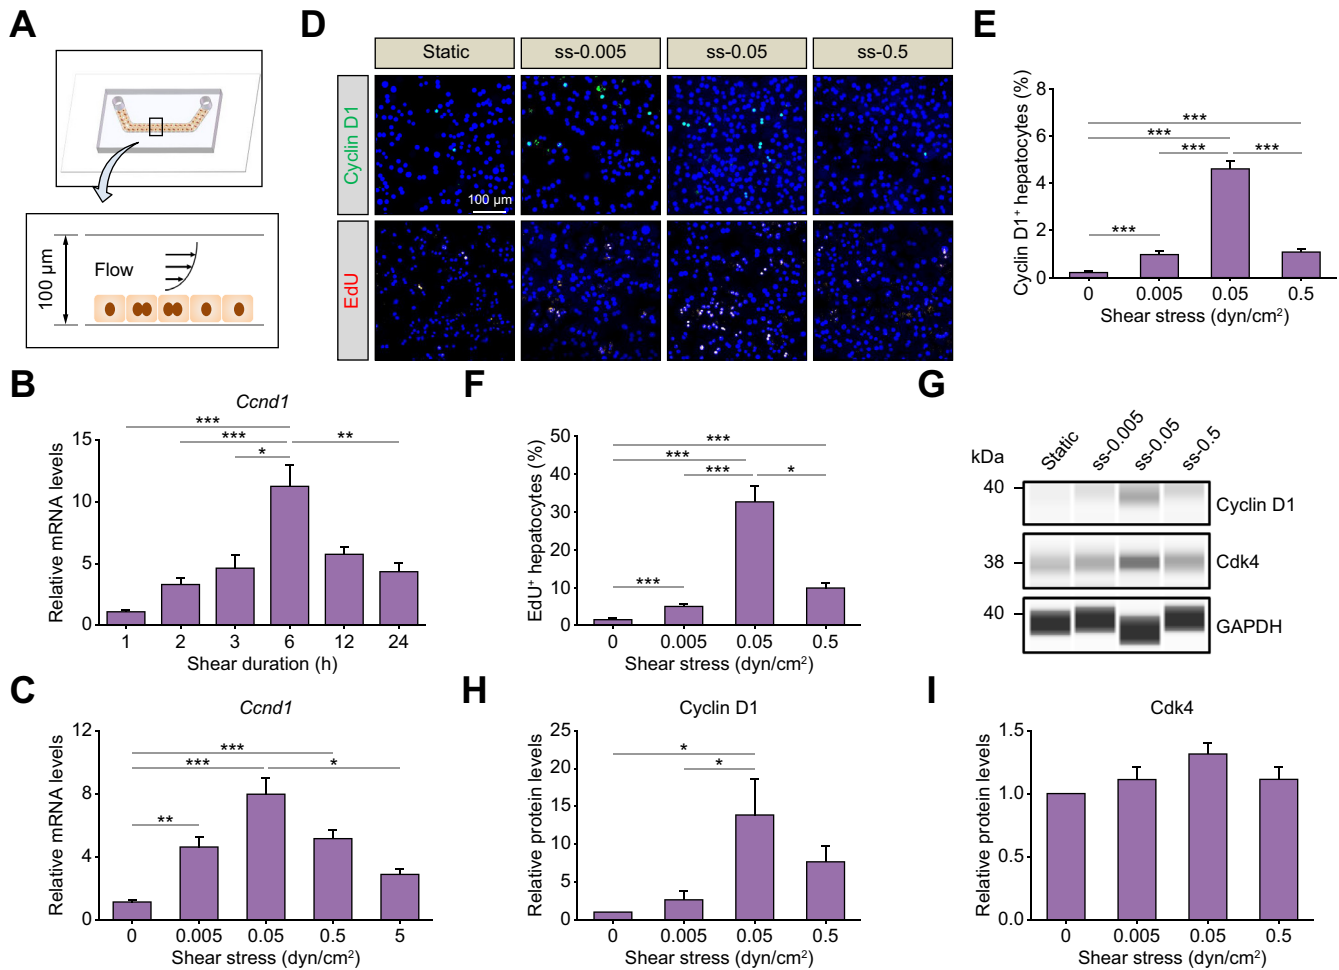 A
100 µm
Flow
B
Ccnd1
***
***
**
*
Relative mRNA levels
15
10
5
0
1 2 3 6 12 24
Shear duration (h)
C
Ccnd1
***
***
*
**
Relative mRNA levels
12
8
4
0
0 0.005 0.05 0.5 5
Shear stress (dyn/cm²)
D
Static ss-0.005 ss-0.05 ss-0.5
Cyclin D1
100 µm
EdU
E
***
***
*** ***
***
Cyclin D1⁺ hepatocytes (%)
8
6
4
2
0
0 0.005 0.05 0.5
Shear stress (dyn/cm²)
F
***
***
*** *
***
EdU⁺ hepatocytes (%)
50
40
30
20
10
0
0 0.005 0.05 0.5
Shear stress (dyn/cm²)
G
Static ss-0.005 ss-0.05 ss-0.5
kDa
40
Cyclin D1
38
Cdk4
40
GAPDH
H
Cyclin D1
*
*
Relative protein levels
25
20
15
10
5
0
0 0.005 0.05 0.5
Shear stress (dyn/cm²)
I
Cdk4
Relative protein levels
1.5
1.0
0.5
0.0
0 0.005 0.05 0.5
Shear stress (dyn/cm²)